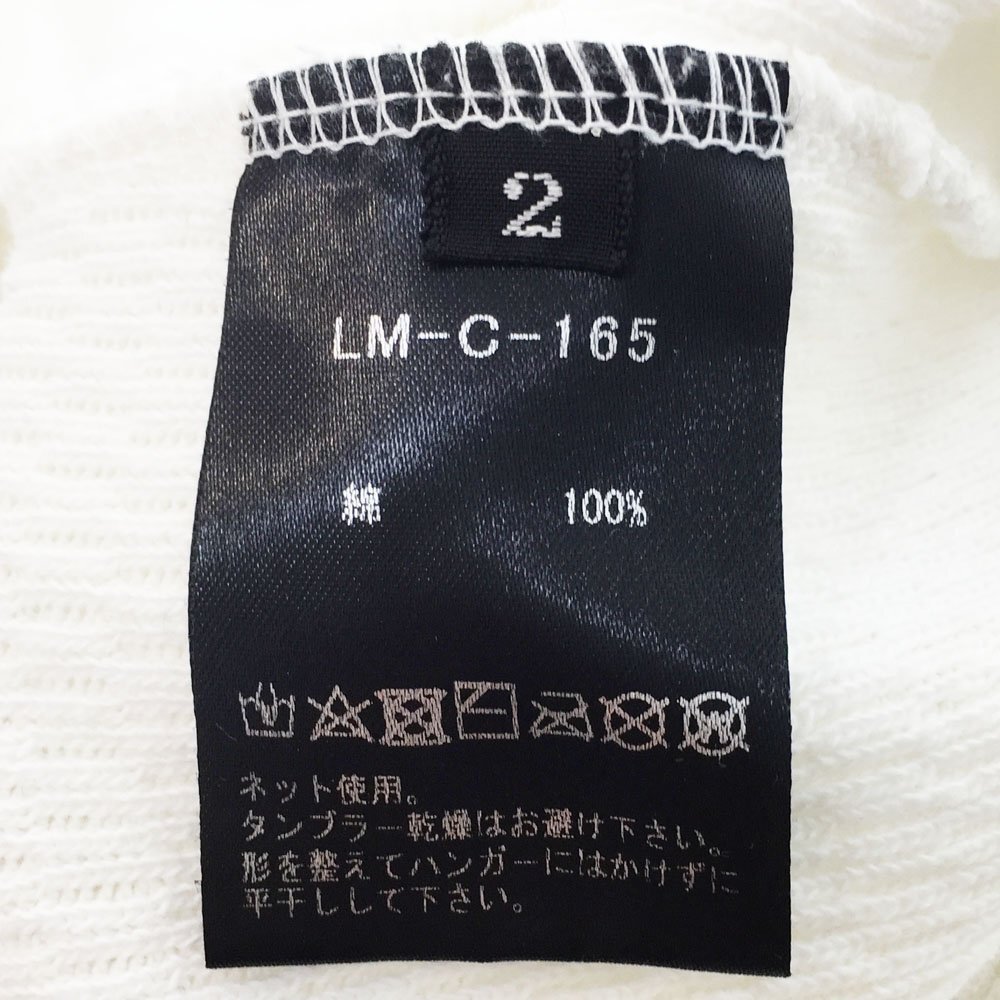 2
LM-C-165
綿 100%
ネット使用。
タンブラー乾燥はお避け下さい。
形を整えてハンガーにはかけずに
平干しして下さい。